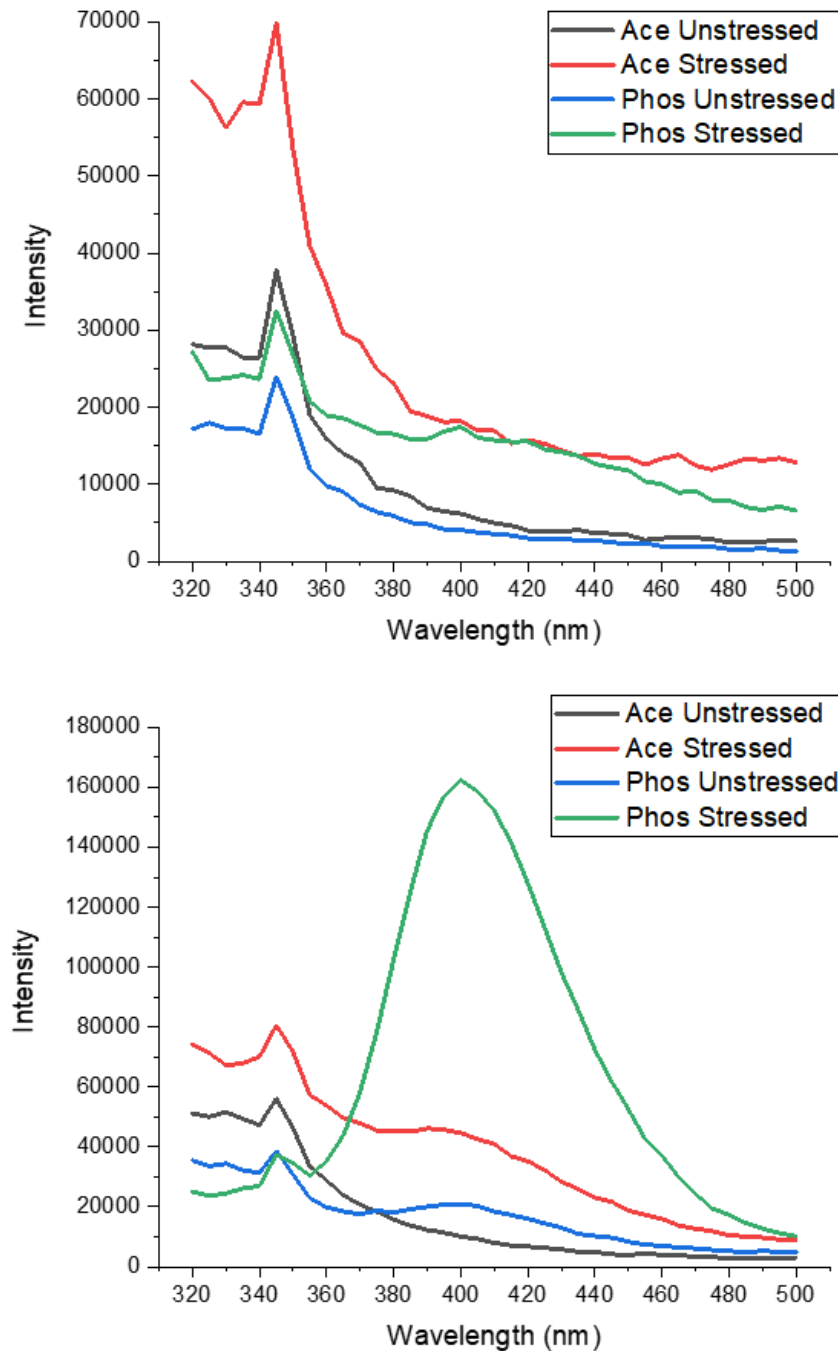 70000
60000
50000
40000
30000
20000
10000
0
Intensity
Ace Unstressed
Ace Stressed
Phos Unstressed
Phos Stressed
320 340 360 380 400 420 440 460 480 500
Wavelength (nm)
180000
160000
140000
120000
100000
80000
60000
40000
20000
0
Intensity
Ace Unstressed
Ace Stressed
Phos Unstressed
Phos Stressed
320 340 360 380 400 420 440 460 480 500
Wavelength (nm)